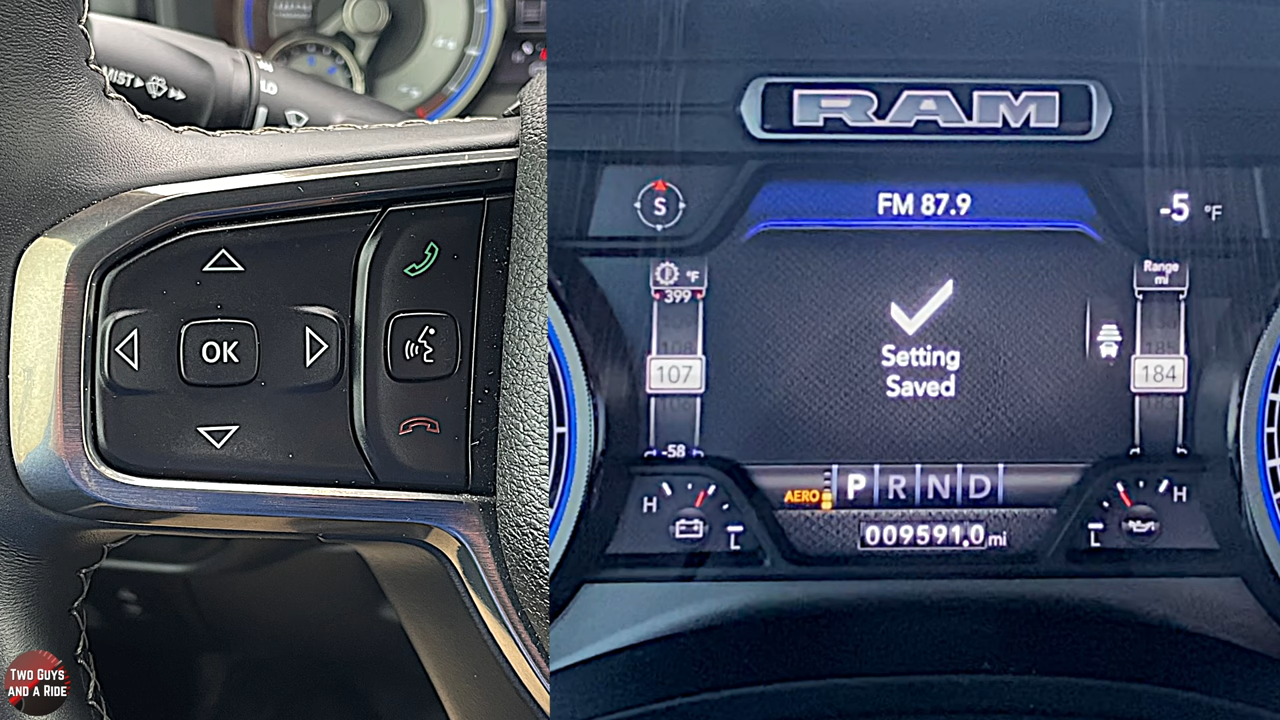 MIST
LO
OK
TWO GUYS
AND A RIDE
RAM
S
FM 87.9
-5 °F
°F
399
107
-58
Setting
Saved
Range
mi
184
AERO
P R N D
009591.0 mi
H
L
H
L